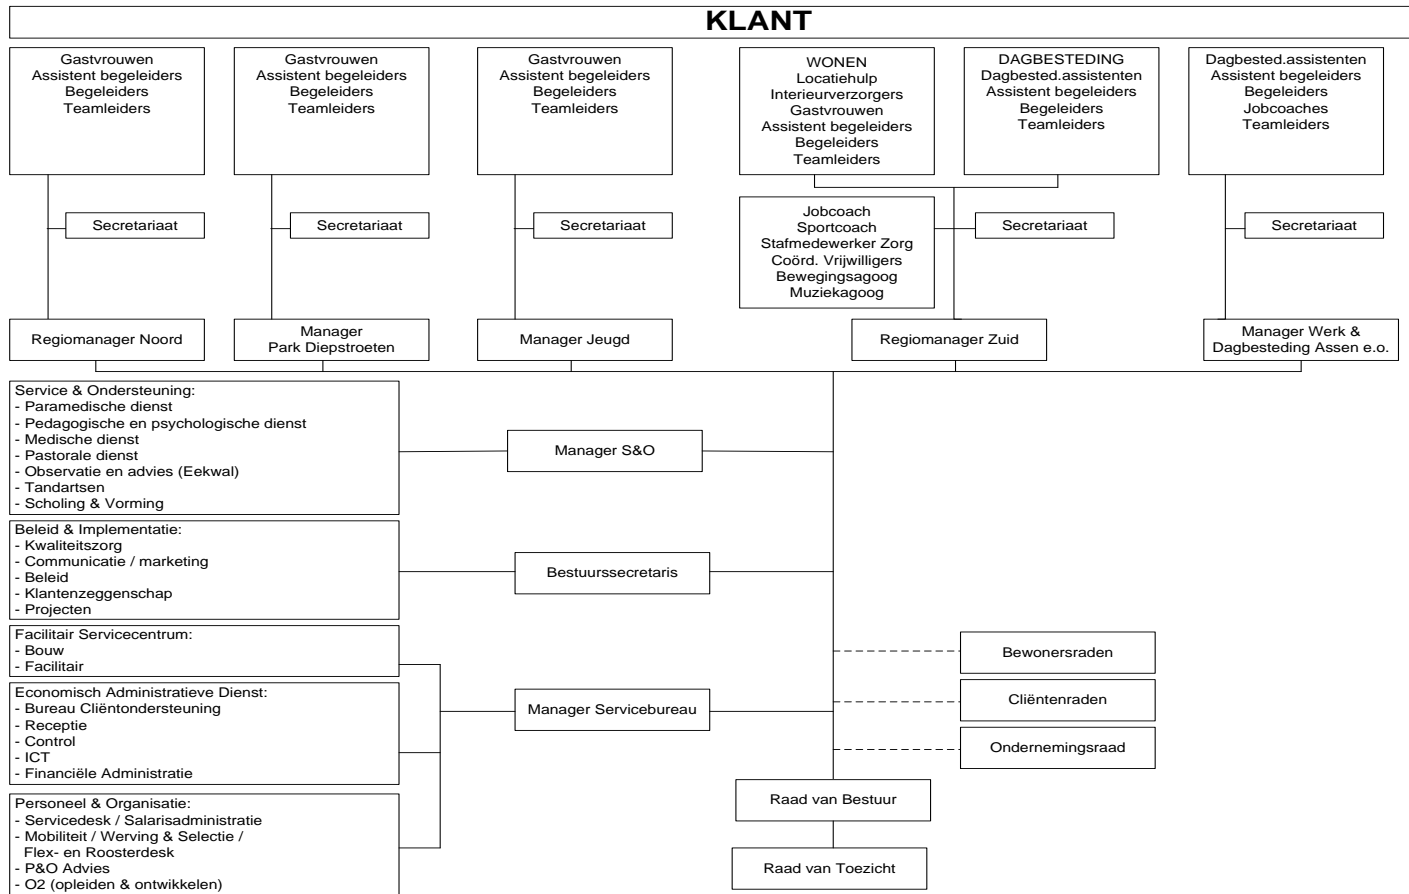 KLANT
Gastvrouwen
Assistent begeleiders
Begeleiders
Teamleiders
Gastvrouwen
Assistent begeleiders
Begeleiders
Teamleiders
Gastvrouwen
Assistent begeleiders
Begeleiders
Teamleiders
WONEN
Locatiehulp
Interieurverzorgers
Gastvrouwen
Assistent begeleiders
Begeleiders
Teamleiders
DAGBESTEDING
Dagbested.assistenten
Assistent begeleiders
Begeleiders
Teamleiders
Dagbested.assistenten
Assistent begeleiders
Begeleiders
Jobcoaches
Teamleiders
Secretariaat
Secretariaat
Secretariaat
Jobcoach
Sportcoach
Stafmedewerker Zorg
Coörd. Vrijwilligers
Bewegingsagoog
Muziekagoog
Secretariaat
Secretariaat
Regiomanager Noord
Manager
Park Diepstroeten
Manager Jeugd
Regiomanager Zuid
Manager Werk &
Dagbesteding Assen e.o.
Service & Ondersteuning:
- Paramedische dienst
- Pedagogische en psychologische dienst
- Medische dienst
- Pastorale dienst
- Observatie en advies (Eekwal)
- Tandartsen
- Scholing & Vorming
Manager S&O
Beleid & Implementatie:
- Kwaliteitszorg
- Communicatie / marketing
- Beleid
- Klantenzeggenschap
- Projecten
Bestuurssecretaris
Facilitair Servicecentrum:
- Bouw
- Facilitair
Economisch Administratieve Dienst:
- Bureau Cliëntondersteuning
- Receptie
- Control
- ICT
- Financiële Administratie
Personeel & Organisatie:
- Servicedesk / Salarisadministratie
- Mobiliteit / Werving & Selectie /
Flex- en Roosterdesk
- P&O Advies
- O2 (opleiden & ontwikkelen)
Manager Servicebureau
Bewonersraden
Cliëntenraden
Ondernemingsraad
Raad van Bestuur
Raad van Toezicht